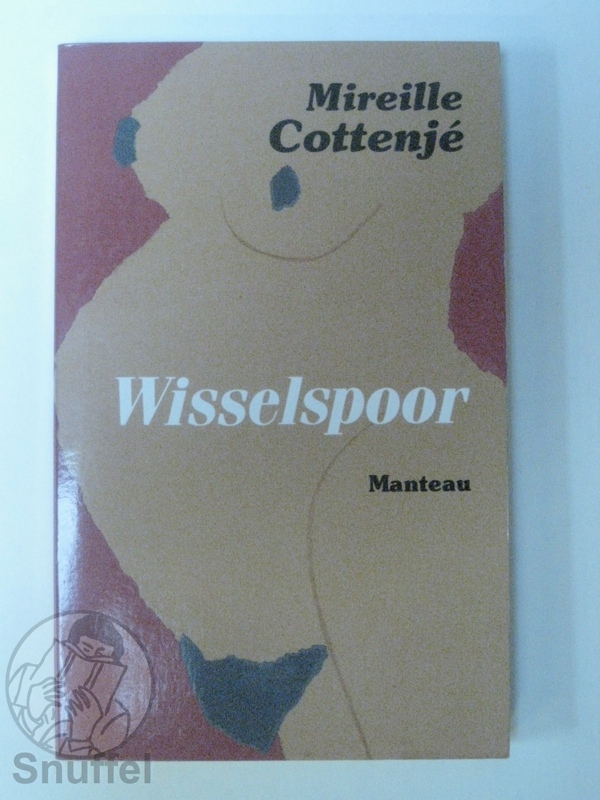 Mireille
Cottenjé
Wisselspoor
Manteau
Snuffel